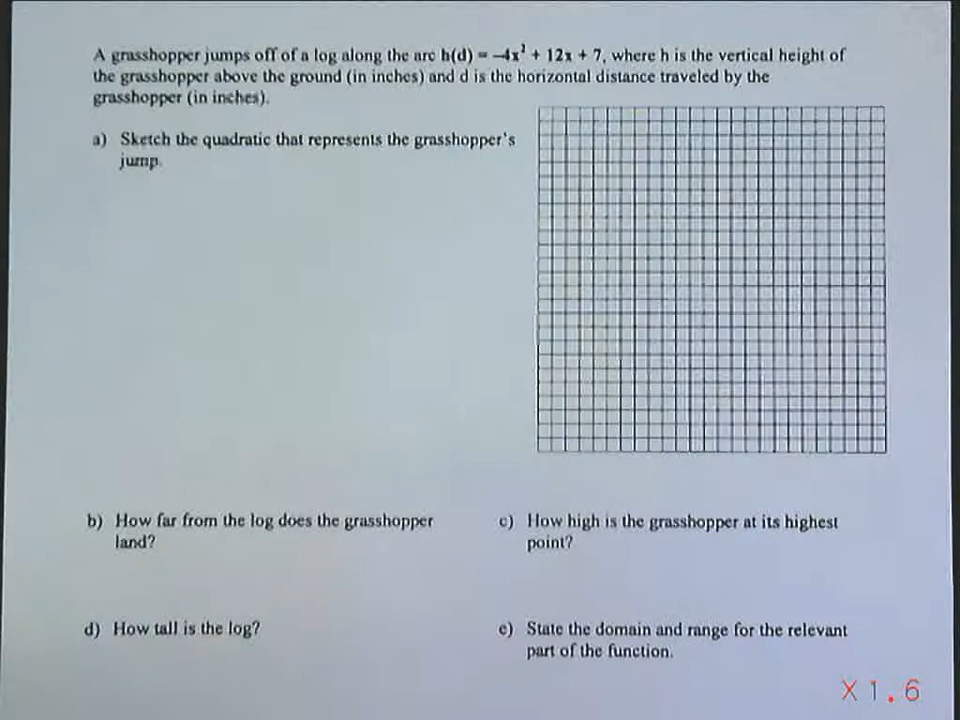 A grasshopper jumps off of a log along the arc h(d) = –4x² + 12x + 7, where h is the vertical height of
the grasshopper above the ground (in inches) and d is the horizontal distance traveled by the
grasshopper (in inches).
a) Sketch the quadratic that represents the grasshopper's
jump.
b) How far from the log does the grasshopper
land?
c) How high is the grasshopper at its highest
point?
d) How tall is the log?
e) State the domain and range for the relevant
part of the function.
X 1.6